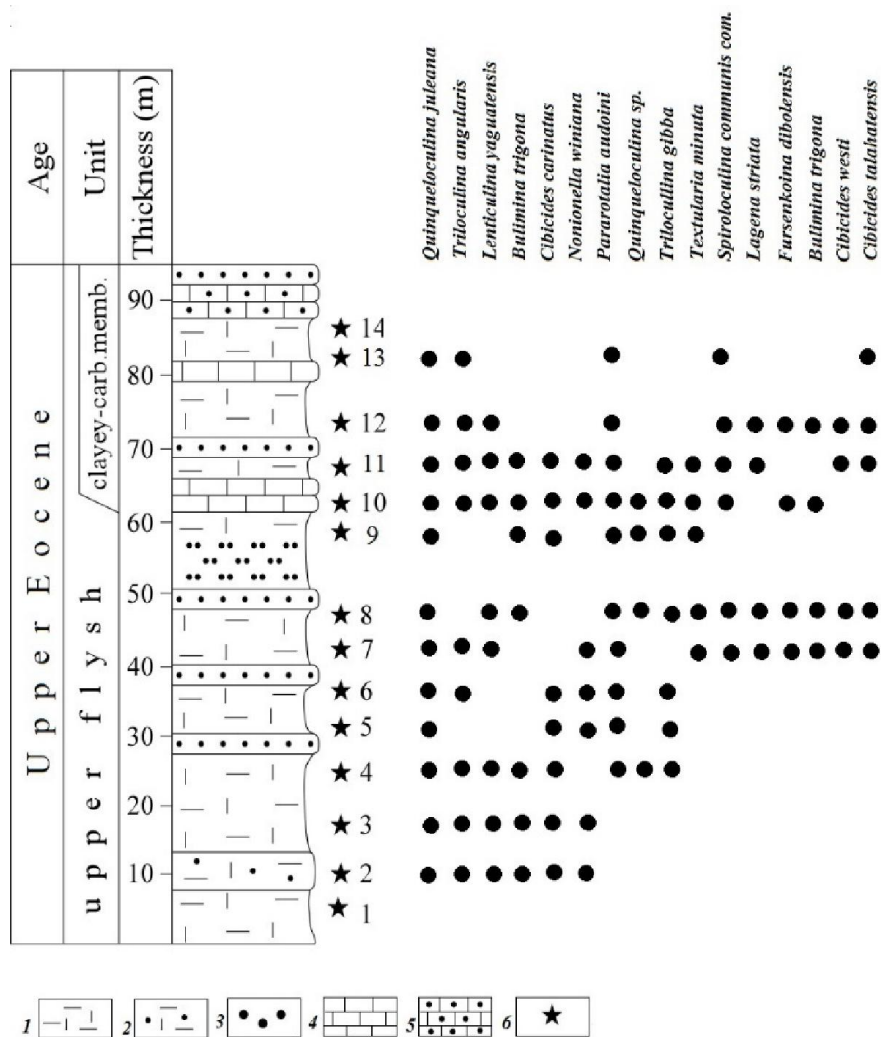 Age
Unit
Thickness (m)
Quinqueloculina juleana
Triloculina angularis
Lenticulina yaguatensis
Bulimina trigona
Cibicides carinatus
Nonionella winiana
Pararotalia audoini
Quinqueloculina sp.
Trilocullina gibba
Textularia minuta
Spiroloculina communis com.
Lagena striata
Fursenkoina dibolensis
Bulimina trigona
Cibicides westi
Cibicides talahatensis
Upper Eocene
clayey-carb.memb.
upper flysh
90
80
70
60
50
40
30
20
10
14
13
12
11
10
9
8
7
6
5
4
3
2
1
1 2 3 4 5 6